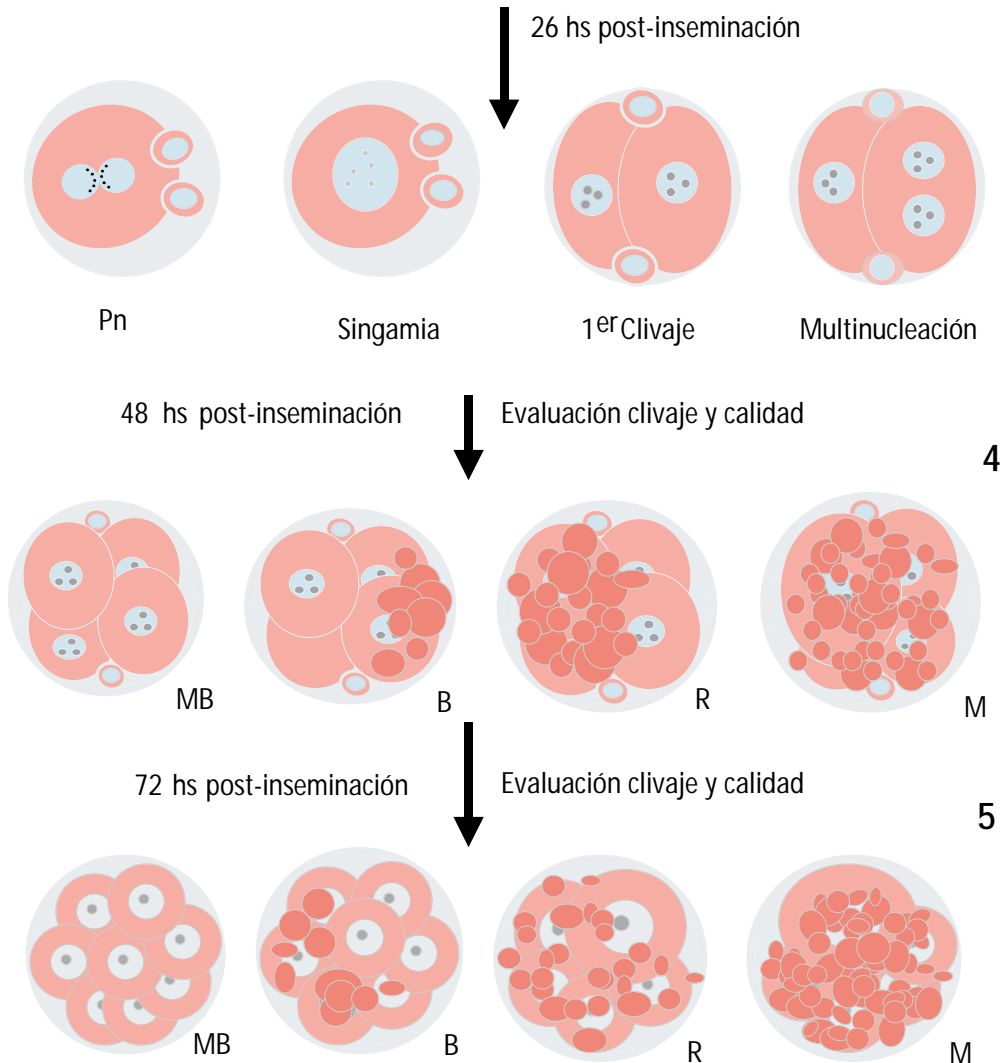 26 hs post-inseminación
Pn
Singamia
1er Clivaje
Multinucleación
48 hs post-inseminación
Evaluación clivaje y calidad
4
MB
B
R
M
72 hs post-inseminación
Evaluación clivaje y calidad
5
MB
B
R
M